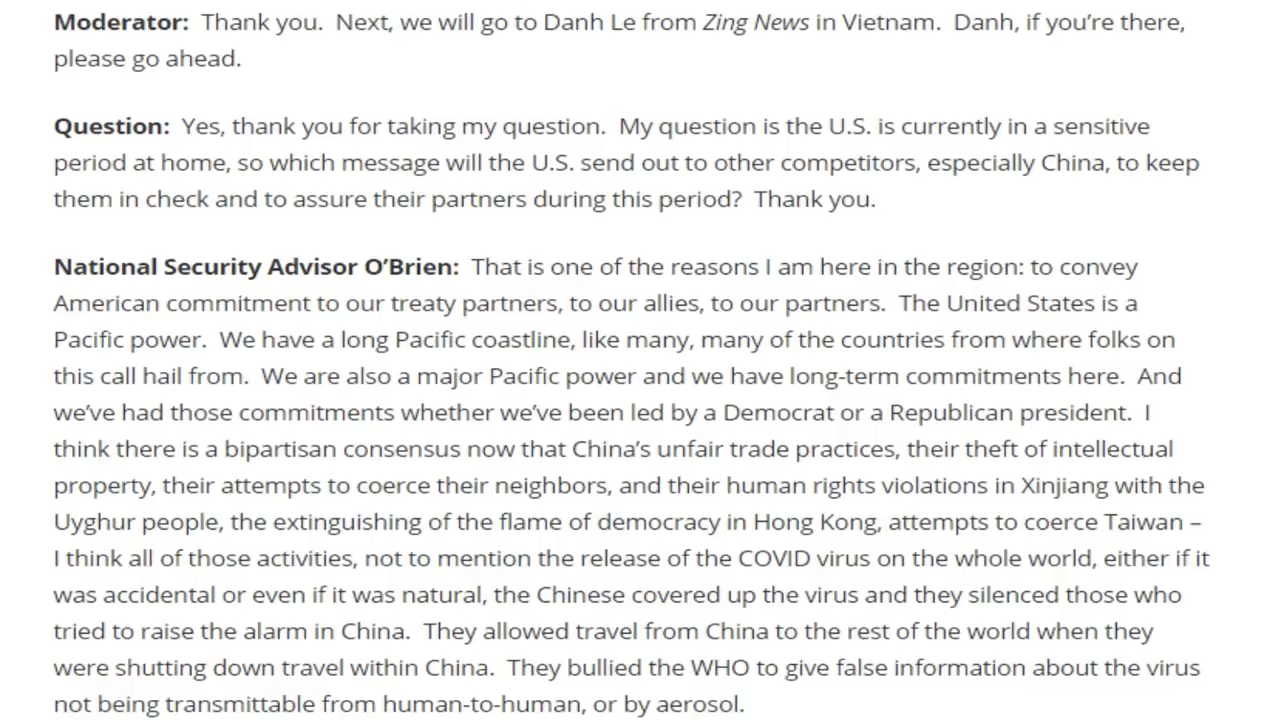 Moderator:  Thank you.  Next, we will go to Danh Le from Zing News in Vietnam.  Danh, if you’re there,
please go ahead.
Question:  Yes, thank you for taking my question.  My question is the U.S. is currently in a sensitive
period at home, so which message will the U.S. send out to other competitors, especially China, to keep
them in check and to assure their partners during this period?  Thank you.
National Security Advisor O’Brien:  That is one of the reasons I am here in the region: to convey
American commitment to our treaty partners, to our allies, to our partners.  The United States is a
Pacific power.  We have a long Pacific coastline, like many, many of the countries from where folks on
this call hail from.  We are also a major Pacific power and we have long-term commitments here.  And
we’ve had those commitments whether we’ve been led by a Democrat or a Republican president.  I
think there is a bipartisan consensus now that China’s unfair trade practices, their theft of intellectual
property, their attempts to coerce their neighbors, and their human rights violations in Xinjiang with the
Uyghur people, the extinguishing of the flame of democracy in Hong Kong, attempts to coerce Taiwan –
I think all of those activities, not to mention the release of the COVID virus on the whole world, either if it
was accidental or even if it was natural, the Chinese covered up the virus and they silenced those who
tried to raise the alarm in China.  They allowed travel from China to the rest of the world when they
were shutting down travel within China.  They bullied the WHO to give false information about the virus
not being transmittable from human-to-human, or by aerosol.